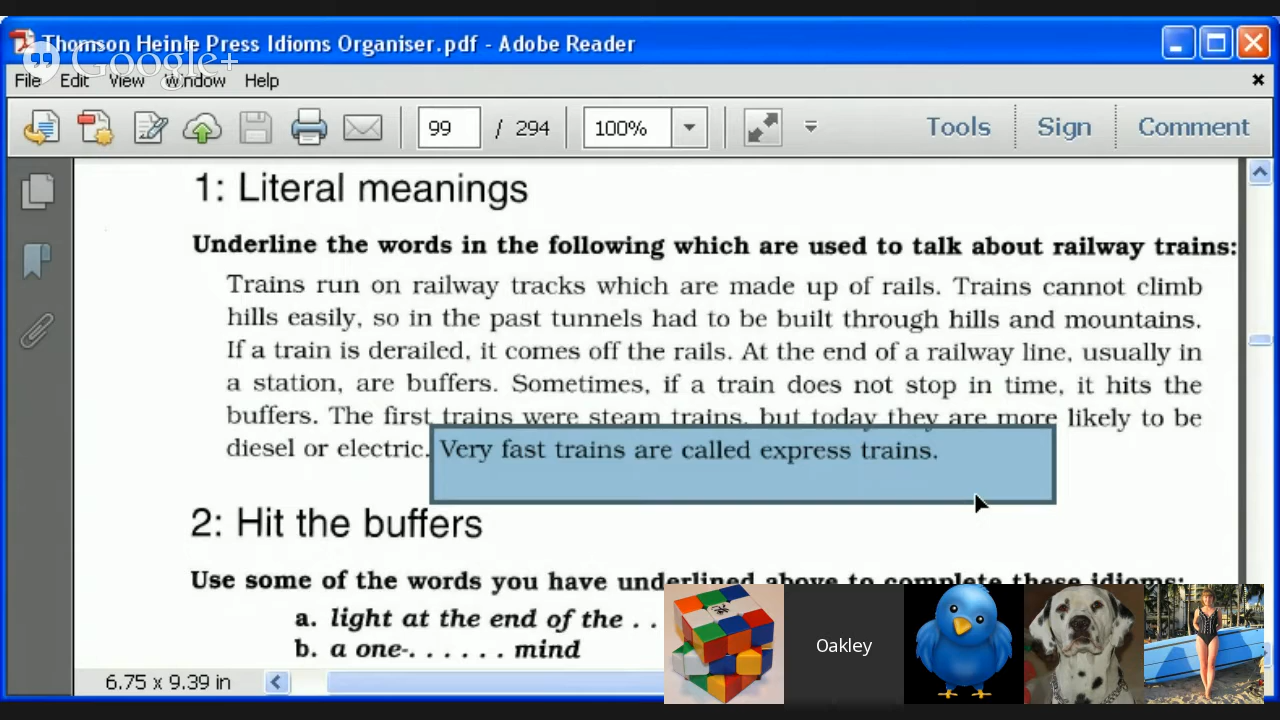 Thomson Heinle Press Idioms Organiser.pdf - Adobe Reader
Google+
File Edit View Window Help
99 / 294 100% Tools Sign Comment
1: Literal meanings
Underline the words in the following which are used to talk about railway trains:
Trains run on railway tracks which are made up of rails. Trains cannot climb
hills easily, so in the past tunnels had to be built through hills and mountains.
If a train is derailed, it comes off the rails. At the end of a railway line, usually in
a station, are buffers. Sometimes, if a train does not stop in time, it hits the
buffers. The first trains were steam trains, but today they are more likely to be
diesel or electric. Very fast trains are called express trains.
2: Hit the buffers
Use some of the words you have underlined above to complete these idioms:
a. light at the end of the . .
b. a one-. . . . . . mind
Oakley
6.75 x 9.39 in